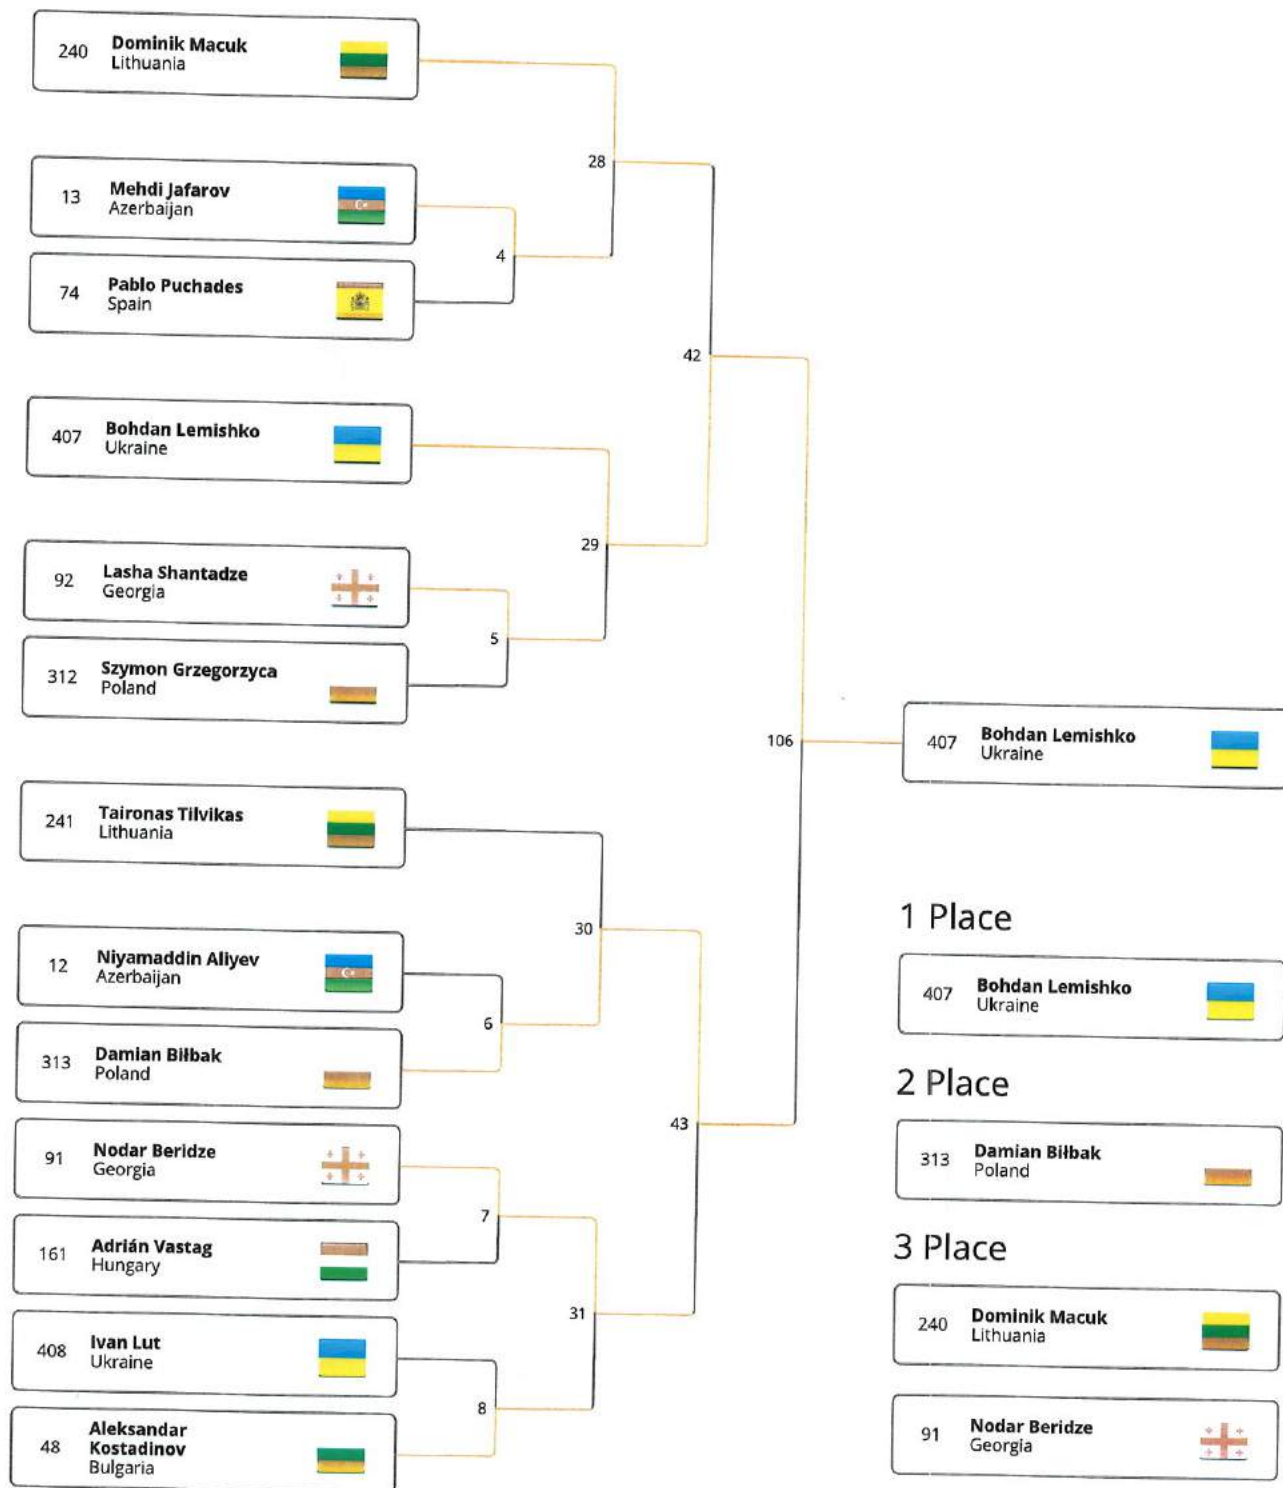 240 Dominik Macuk
Lithuania
13 Mehdi Jafarov
Azerbaijan
74 Pablo Puchades
Spain
407 Bohdan Lemishko
Ukraine
92 Lasha Shantadze
Georgia
312 Szymon Grzegorzyca
Poland
241 Taironas Tilvikas
Lithuania
12 Niyamaddin Aliyev
Azerbaijan
313 Damian Biłbak
Poland
91 Nodar Beridze
Georgia
161 Adrián Vastag
Hungary
408 Ivan Lut
Ukraine
48 Aleksandar
Kostadinov
Bulgaria
4
5
6
7
8
28
29
30
31
42
43
106
407 Bohdan Lemishko
Ukraine
1 Place
407 Bohdan Lemishko
Ukraine
2 Place
313 Damian Biłbak
Poland
3 Place
240 Dominik Macuk
Lithuania
91 Nodar Beridze
Georgia